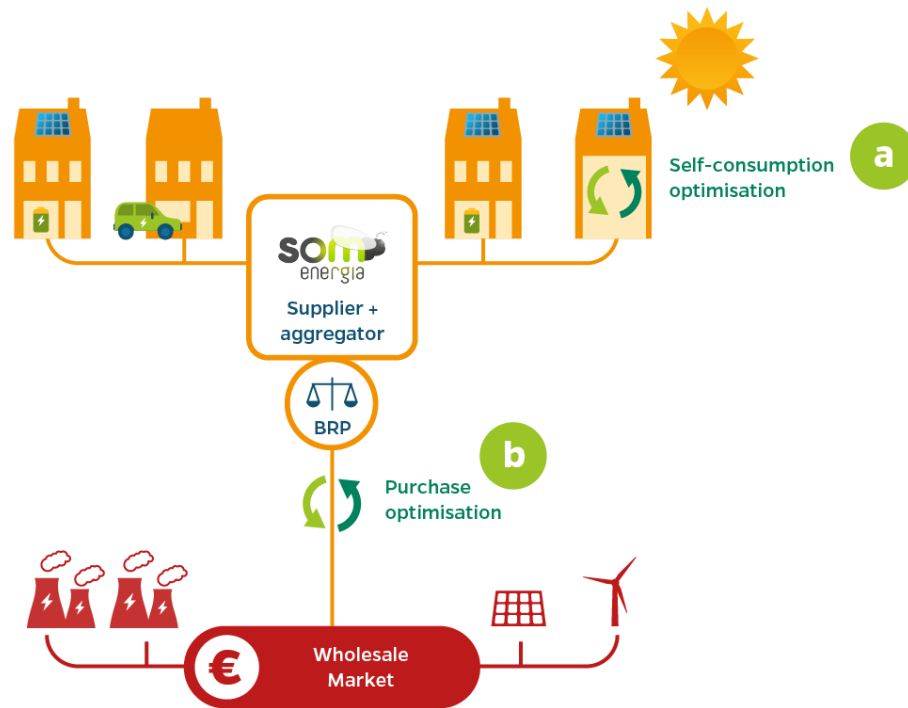 a
Self-consumption
optimisation
som
energia
Supplier +
aggregator
BRP
b
Purchase
optimisation
€
Wholesale
Market